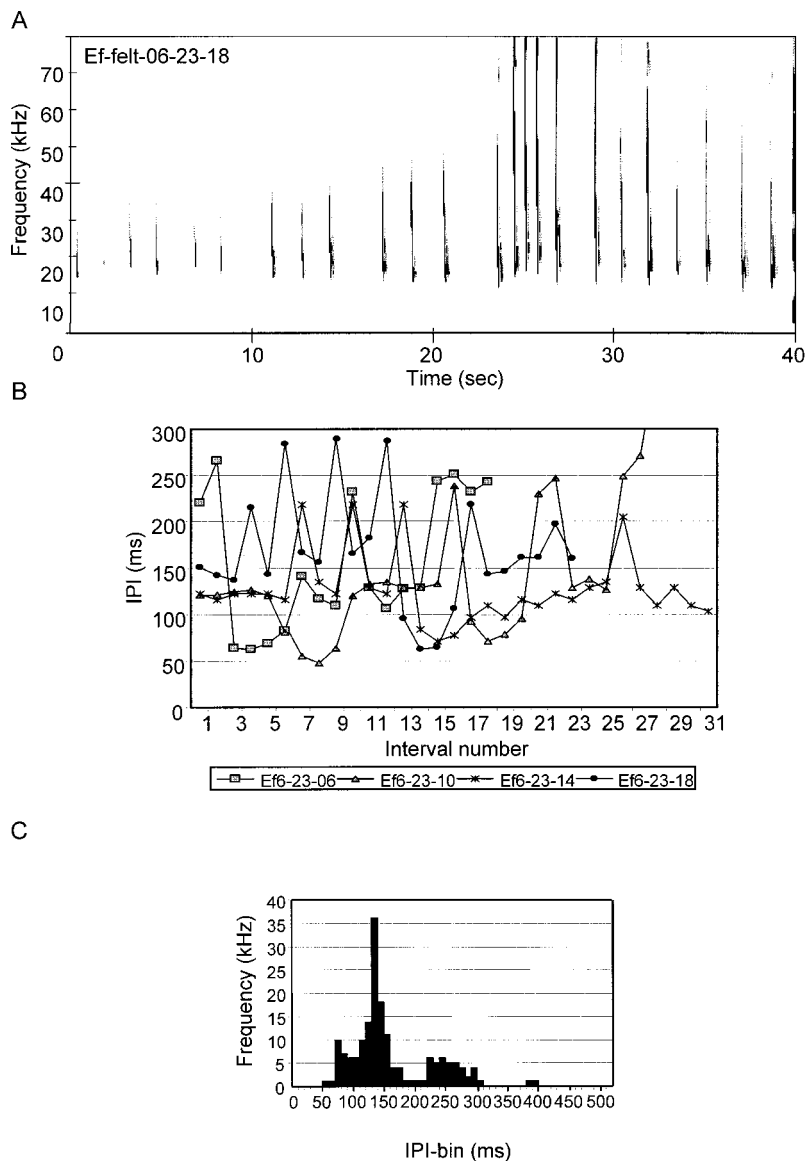 A
Ef-felt-06-23-18
70
60
50
40
30
20
10
0
10
20
30
40
Frequency (kHz)
Time (sec)
B
300
250
200
150
100
50
0
IPI (ms)
1 3 5 7 9 11 13 15 17 19 21 23 25 27 29 31
Interval number
Ef6-23-06 Ef6-23-10 Ef6-23-14 Ef6-23-18
C
40
35
30
25
20
15
10
5
0
Frequency (kHz)
0 50 100 150 200 250 300 350 400 450 500
IPI-bin (ms)